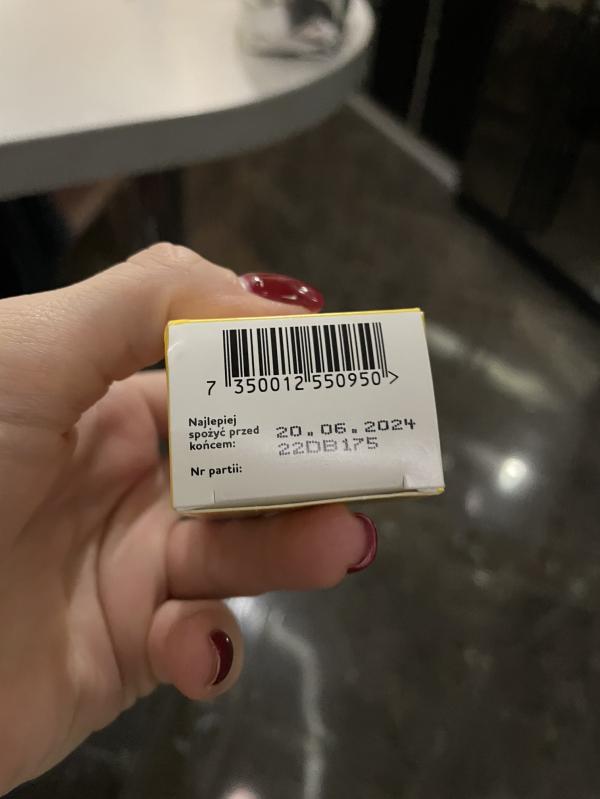 7 350012 550950 >
Najlepiej
spożyć przed
końcem:
20.06.2024
22DB175
Nr partii: